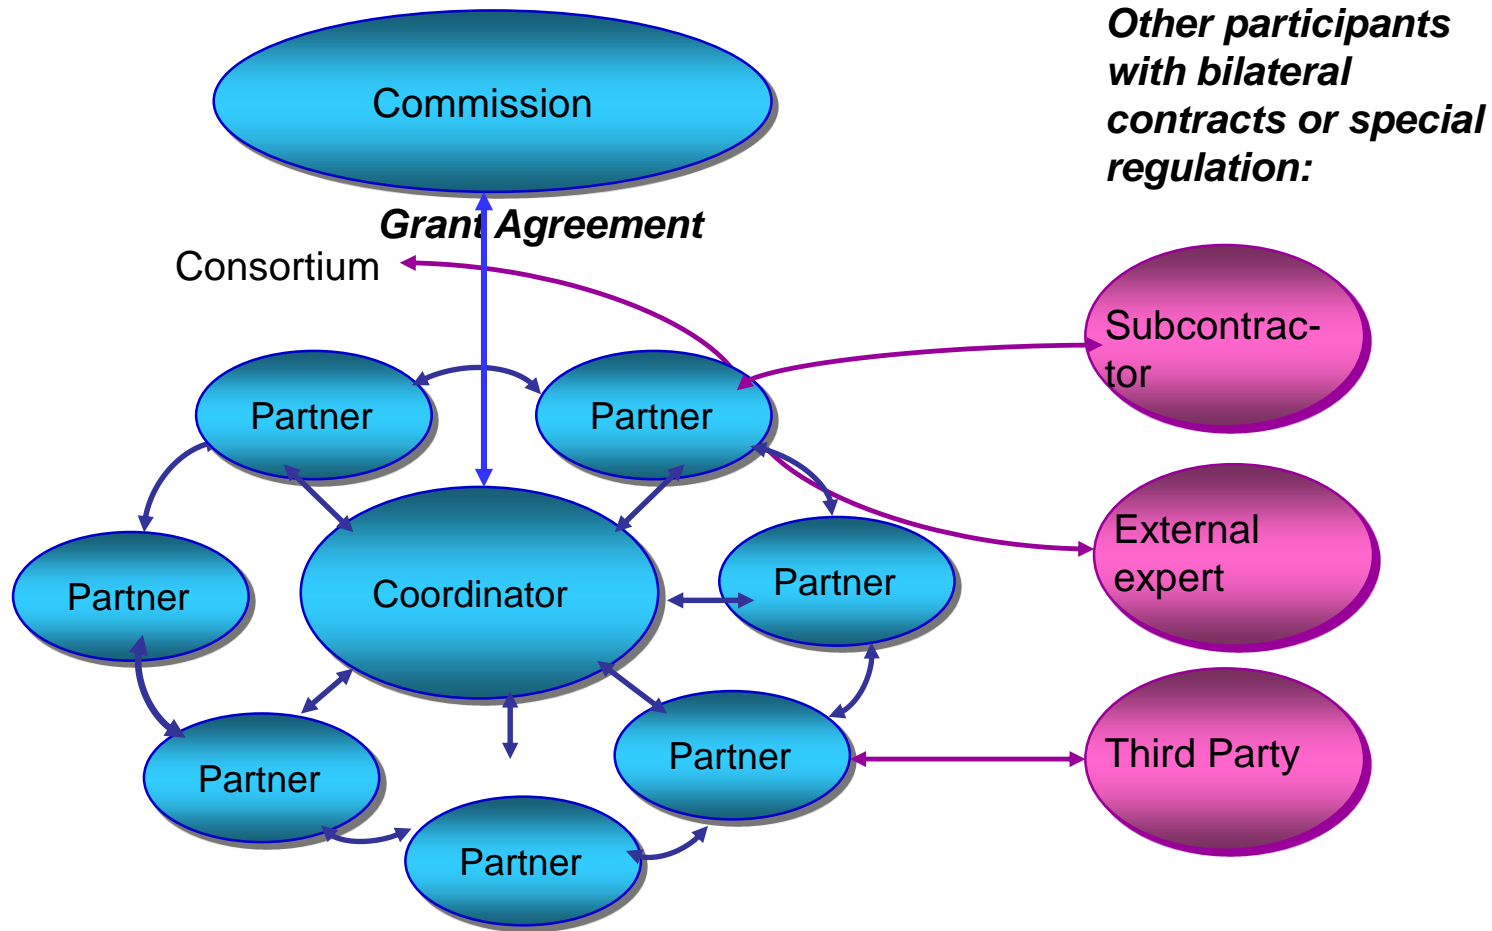 Other participants
with bilateral
contracts or special
regulation:
Commission
Grant Agreement
Consortium
Subcontrac-
tor
Partner
Partner
External
expert
Partner
Coordinator
Partner
Third Party
Partner
Partner
Partner